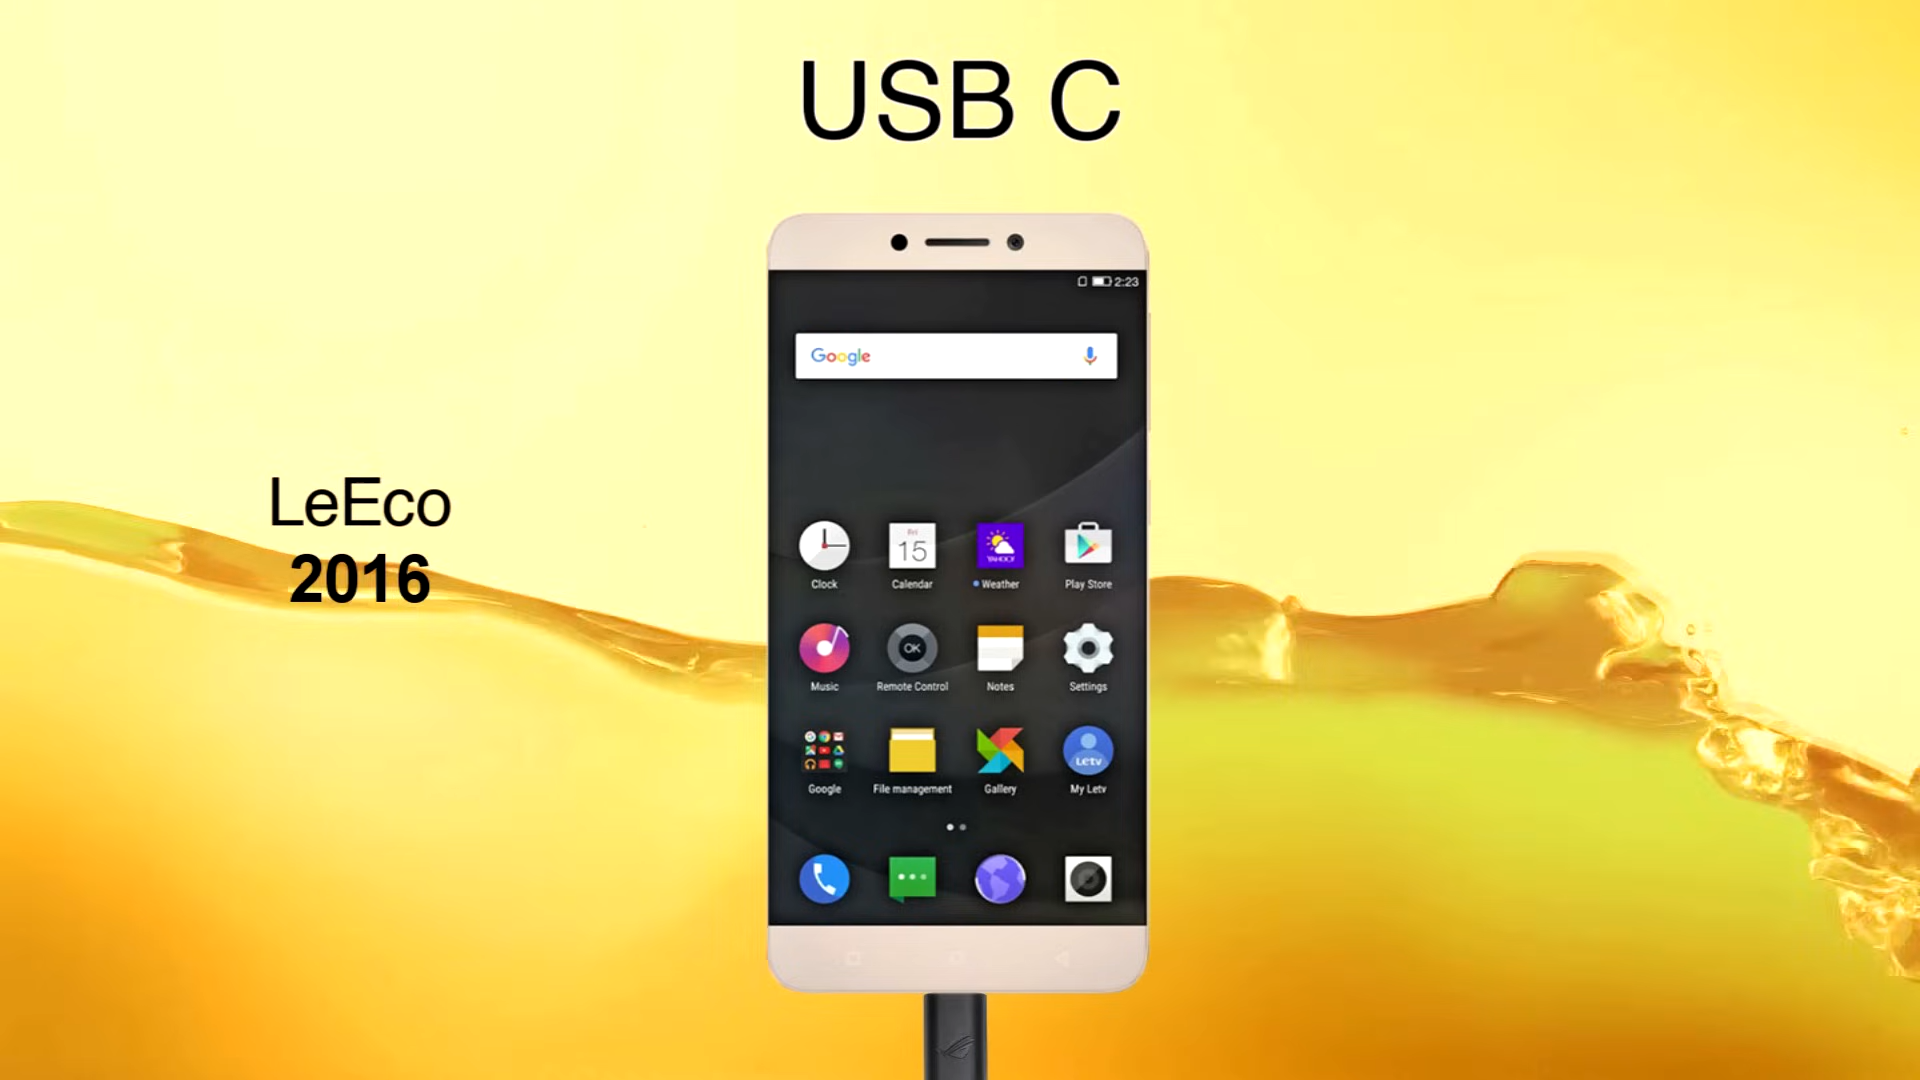 USB C
2:23
Google
LeEco
2016
Fri
15
YAHOO!
Clock
Calendar
Weather
Play Store
OK
Music
Remote Control
Notes
Settings
Letv
Google
File management
Gallery
My Letv